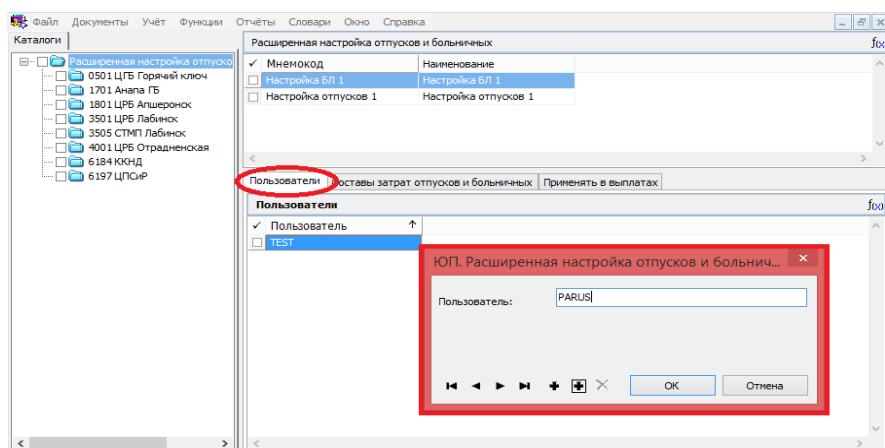 Файл Документы Учёт Функции Отчёты Словари Окно Справка
Каталоги
Расширенная настройка отпуско
0501 ЦГБ Горячий ключ
1701 Анапа ГБ
1801 ЦРБ Апшеронск
3501 ЦРБ Лабинск
3505 СТМП Лабинск
4001 ЦРБ Отрадненская
6184 ККНД
6197 ЦПСиР
Расширенная настройка отпусков и больничных f(x)
Мнемокод Наименование
Настройка БЛ 1 Настройка БЛ 1
Настройка отпусков 1 Настройка отпусков 1
Пользователи оставы затрат отпусков и больничных Применять в выплатах
Пользователи f(x)
Пользователь
TEST
ЮП. Расширенная настройка отпусков и больнич...
Пользователь: PARUS
OK Отмена